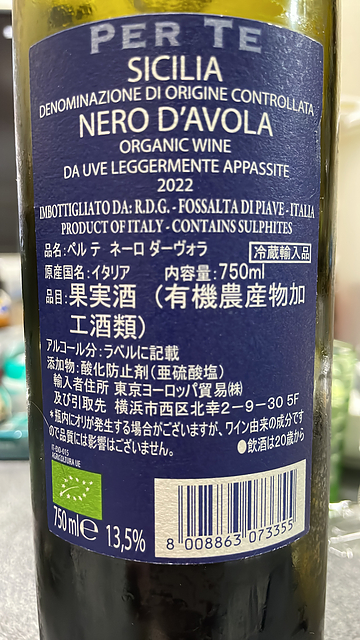 PER TE
SICILIA
DENOMINAZIONE DI ORIGINE CONTROLLATA
NERO D'AVOLA
ORGANIC WINE
DA UVE LEGGERMENTE APPASSITE
2022
IMBOTTIGLIATO DA: R.D.G. - FOSSALTA DI PIAVE - ITALIA
PRODUCT OF ITALY - CONTAINS SULPHITES
品名:ペル テ ネーロ ダーヴォラ 冷蔵輸入品
原産国名:イタリア 内容量:750ml
品目:果実酒(有機農産物加
工酒類)
アルコール分:ラベルに記載
添加物:酸化防止剤(亜硫酸塩)
輸入者住所 東京ヨーロッパ貿易㈱
及び引取先 横浜市西区北幸2-9-30 5F
*瓶内にオリが発生する場合がございますが、ワイン由来の成分です
ので品質には影響はございません。 ●飲酒は20歳から
IT-BIO-015
AGRICOLTURA UE
750 ml e 13,5%
8 008863 073355